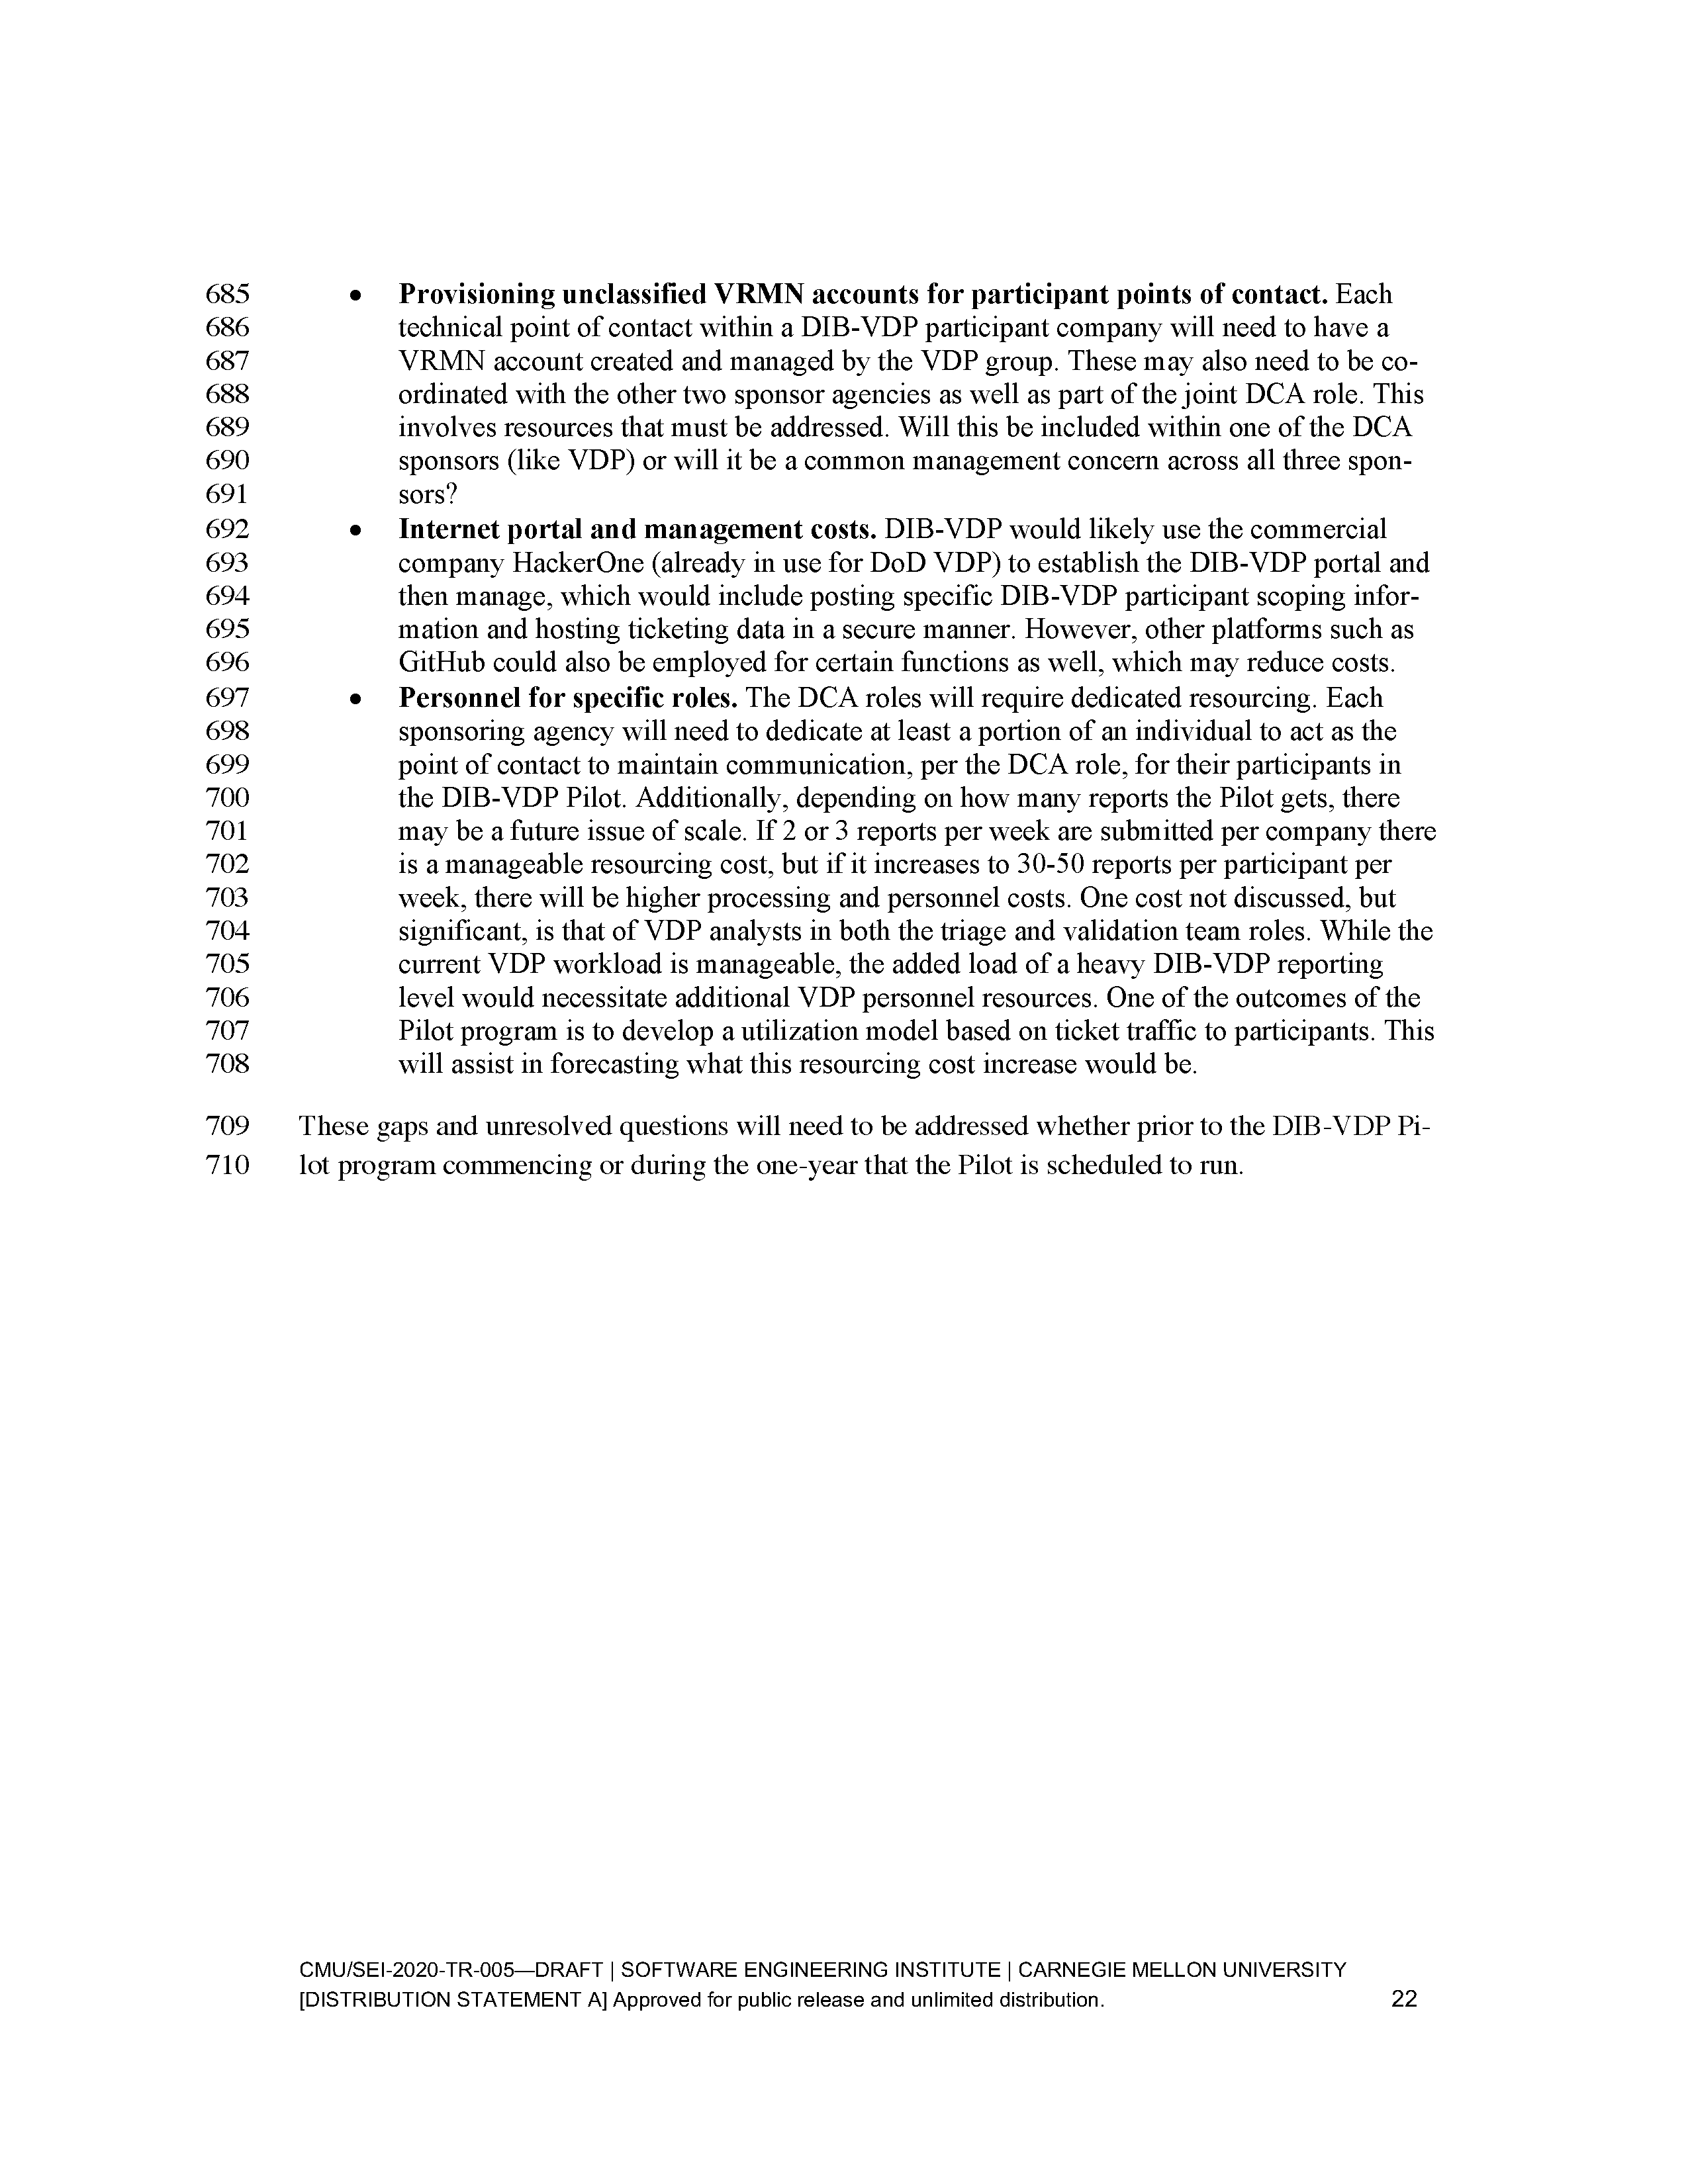 685 • Provisioning unclassified VRMN accounts for participant points of contact. Each
686 technical point of contact within a DIB-VDP participant company will need to have a
687 VRMN account created and managed by the VDP group. These may also need to be co-
688 ordinated with the other two sponsor agencies as well as part of the joint DCA role. This
689 involves resources that must be addressed. Will this be included within one of the DCA
690 sponsors (like VDP) or will it be a common management concern across all three spon-
691 sors?
692 • Internet portal and management costs. DIB-VDP would likely use the commercial
693 company HackerOne (already in use for DoD VDP) to establish the DIB-VDP portal and
694 then manage, which would include posting specific DIB-VDP participant scoping infor-
695 mation and hosting ticketing data in a secure manner. However, other platforms such as
696 GitHub could also be employed for certain functions as well, which may reduce costs.
697 • Personnel for specific roles. The DCA roles will require dedicated resourcing. Each
698 sponsoring agency will need to dedicate at least a portion of an individual to act as the
699 point of contact to maintain communication, per the DCA role, for their participants in
700 the DIB-VDP Pilot. Additionally, depending on how many reports the Pilot gets, there
701 may be a future issue of scale. If 2 or 3 reports per week are submitted per company there
702 is a manageable resourcing cost, but if it increases to 30-50 reports per participant per
703 week, there will be higher processing and personnel costs. One cost not discussed, but
704 significant, is that of VDP analysts in both the triage and validation team roles. While the
705 current VDP workload is manageable, the added load of a heavy DIB-VDP reporting
706 level would necessitate additional VDP personnel resources. One of the outcomes of the
707 Pilot program is to develop a utilization model based on ticket traffic to participants. This
708 will assist in forecasting what this resourcing cost increase would be.
709 These gaps and unresolved questions will need to be addressed whether prior to the DIB-VDP Pi-
710 lot program commencing or during the one-year that the Pilot is scheduled to run.
CMU/SEI-2020-TR-005—DRAFT | SOFTWARE ENGINEERING INSTITUTE | CARNEGIE MELLON UNIVERSITY
[DISTRIBUTION STATEMENT A] Approved for public release and unlimited distribution. 22